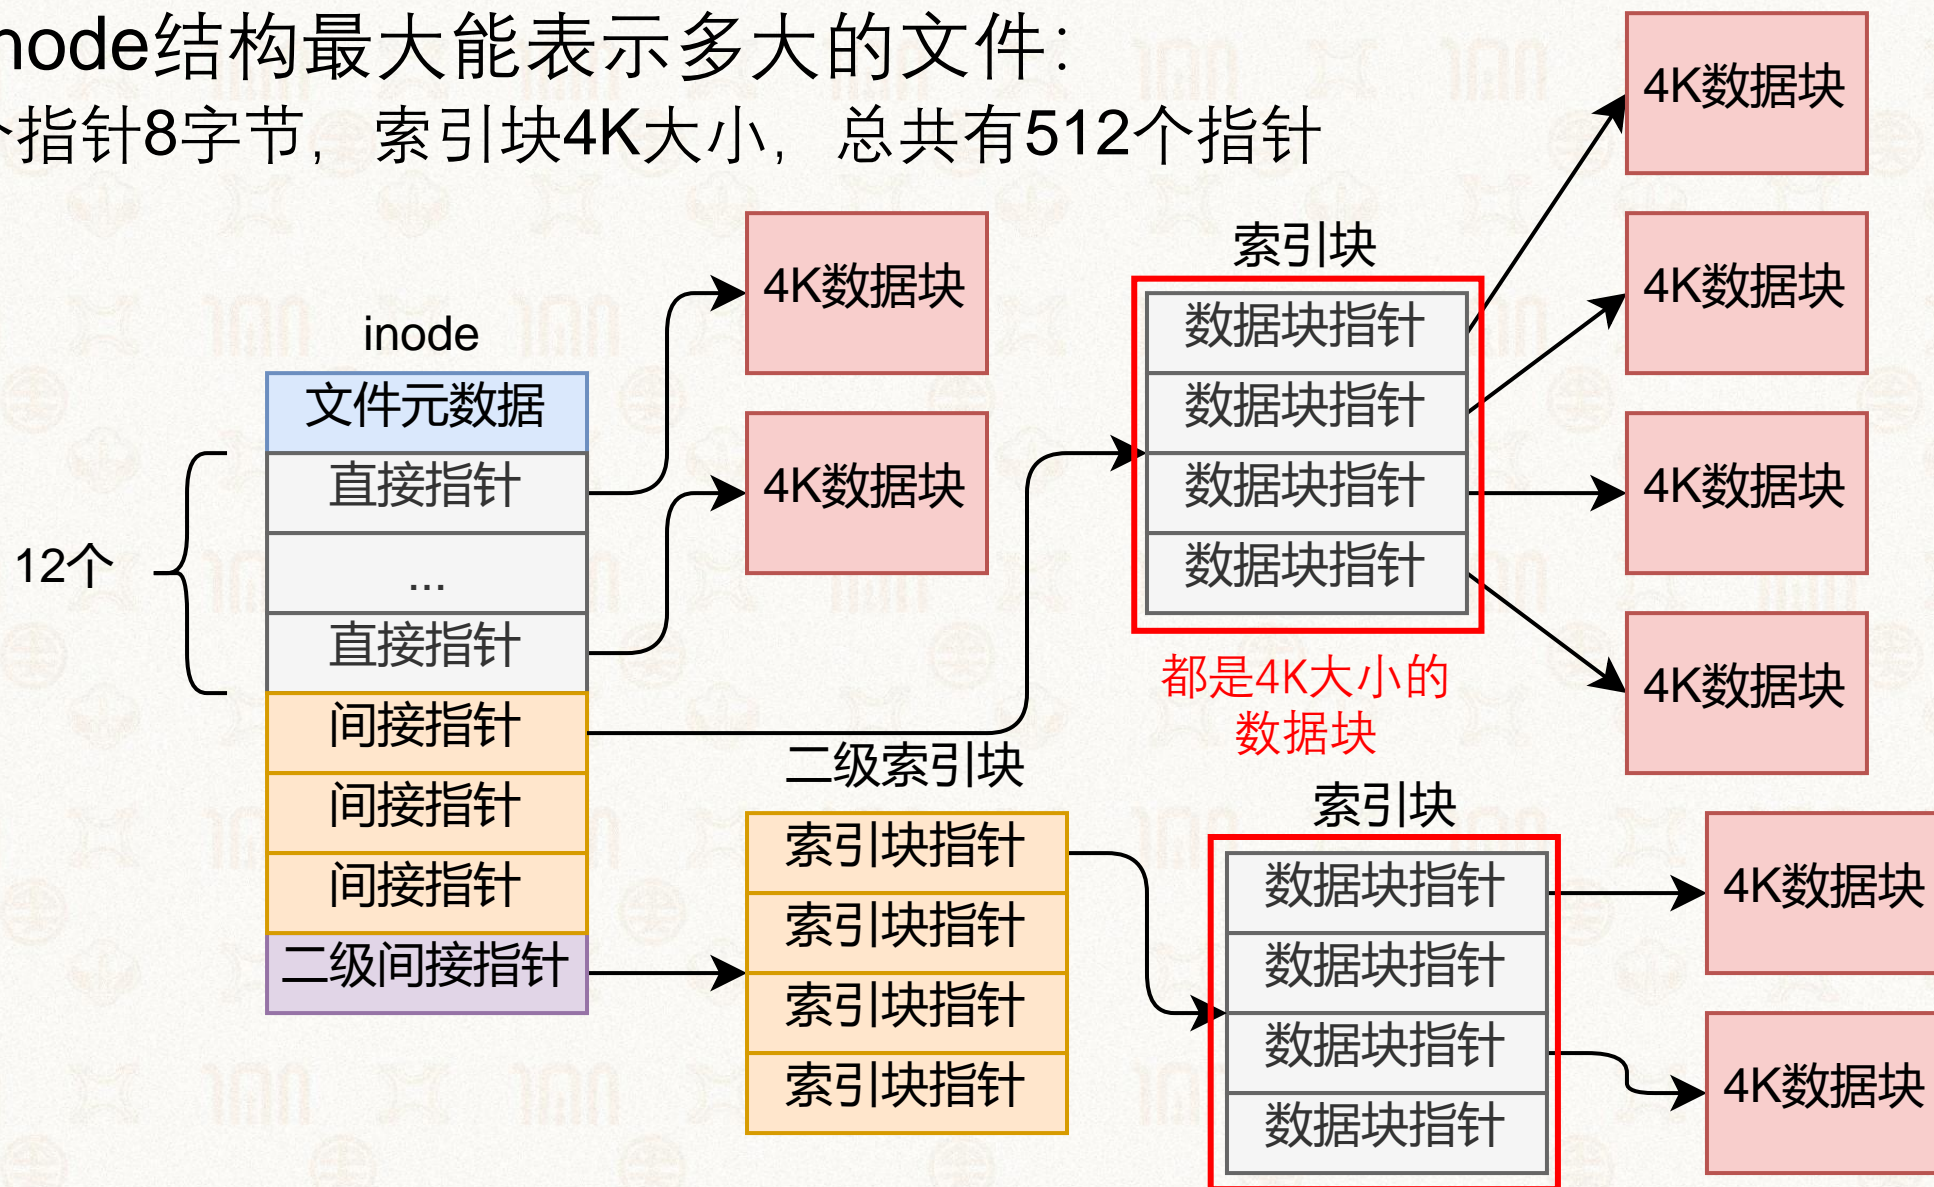 node结构最大能表示多大的文件：
个指针8字节， 索引块4K大小， 总共有512个指针
inode
文件元数据
直接指针
...
直接指针
间接指针
间接指针
间接指针
二级间接指针
12个
4K数据块
4K数据块
索引块
数据块指针
数据块指针
数据块指针
数据块指针
都是4K大小的
数据块
4K数据块
4K数据块
4K数据块
4K数据块
二级索引块
索引块指针
索引块指针
索引块指针
索引块指针
索引块
数据块指针
数据块指针
数据块指针
数据块指针
4K数据块
4K数据块